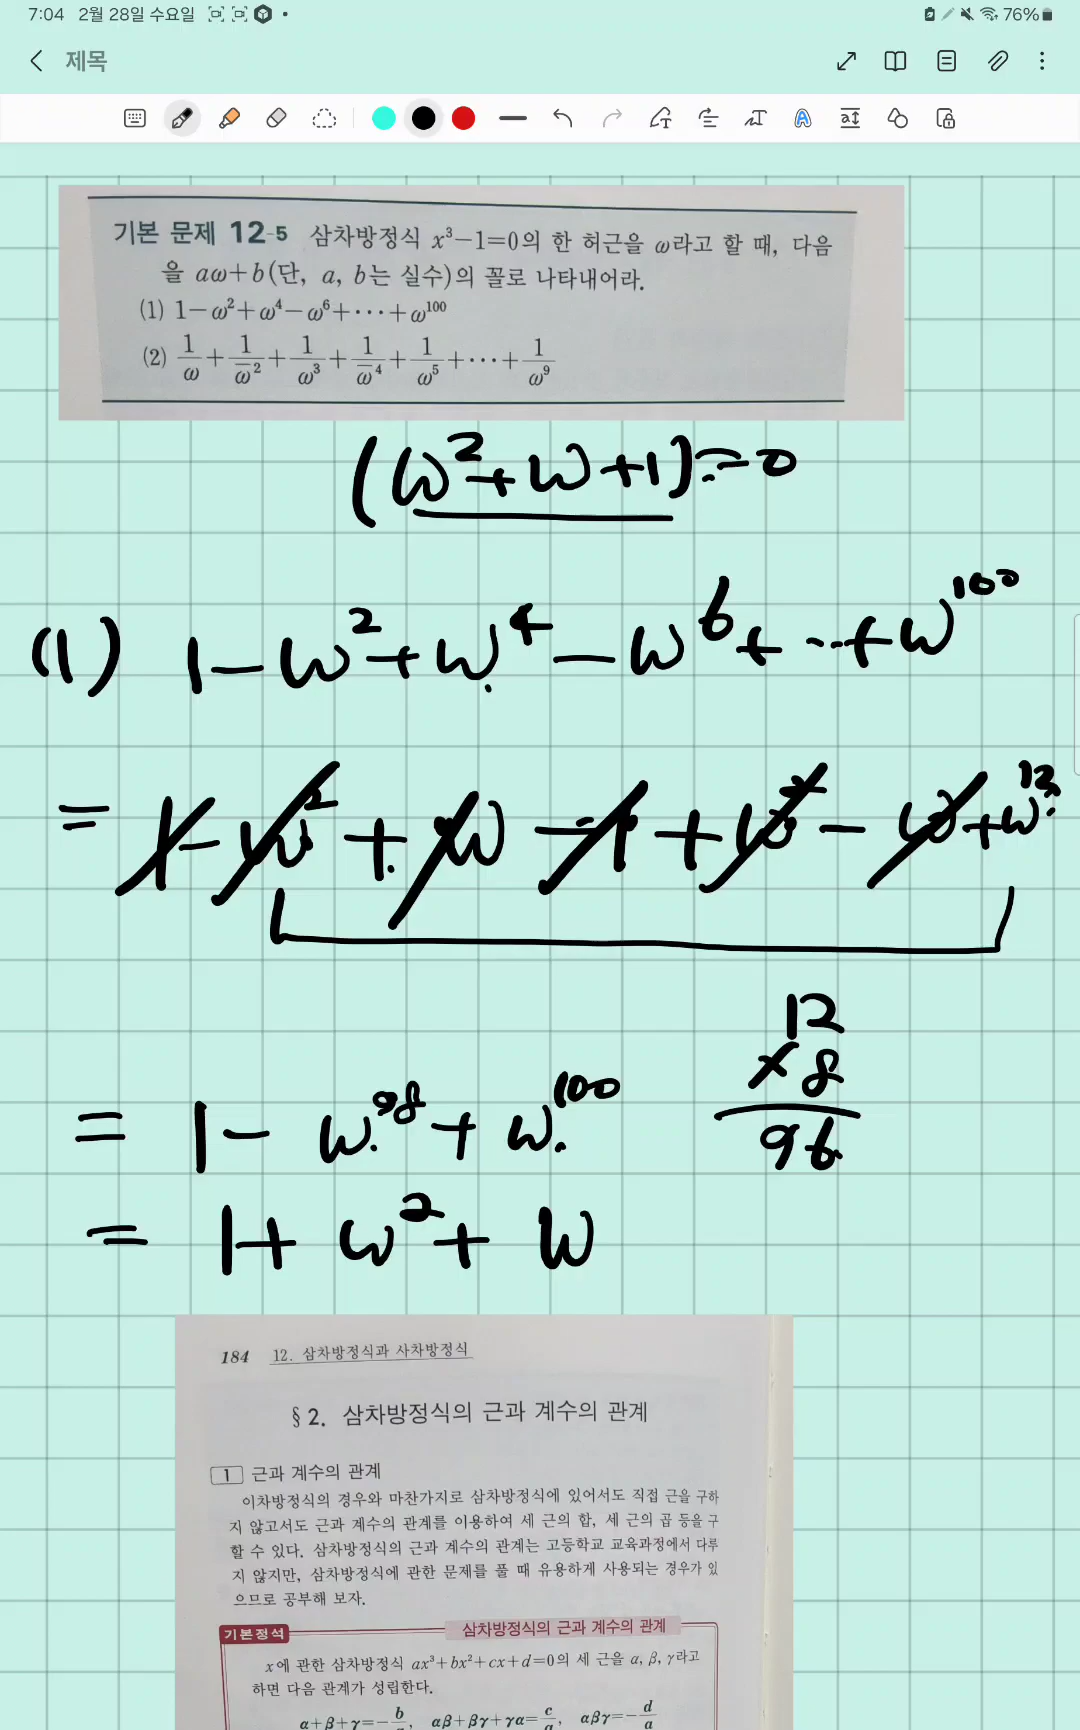 7:04 2월 28일 수요일 76%
제목
기본 문제 12-5 삼차방정식 x³−1=0의 한 허근을 ω라고 할 때, 다음
을 aω+b(단, a, b는 실수)의 꼴로 나타내어라.
(1) 1−ω²+ω⁴−ω⁶+⋯+ω¹⁰⁰
(2) 1/ω + 1/ω̅² + 1/ω³ + 1/ω̅⁴ + 1/ω⁵ + ⋯ + 1/ω⁹
(ω²+ω+1)=0
(1) 1−ω²+ω⁴−ω⁶+⋯+ω¹⁰⁰
= 1−ω²+ω−1+ω²−ω+ω¹²
12
×8
96
= 1−ω⁹⁸+ω¹⁰⁰
= 1+ω²+ω
184 12. 삼차방정식과 사차방정식
§2. 삼차방정식의 근과 계수의 관계
1 근과 계수의 관계
이차방정식의 경우와 마찬가지로 삼차방정식에 있어서도 직접 근을 구하
지 않고서도 근과 계수의 관계를 이용하여 세 근의 합, 세 근의 곱 등을 구
할 수 있다. 삼차방정식의 근과 계수의 관계는 고등학교 교육과정에서 다루
지 않지만, 삼차방정식에 관한 문제를 풀 때 유용하게 사용되는 경우가 있
으므로 공부해 보자.
기본정석 삼차방정식의 근과 계수의 관계
x에 관한 삼차방정식 ax³+bx²+cx+d=0의 세 근을 α, β, γ라고
하면 다음 관계가 성립한다.
α+β+γ=−b/a, αβ+βγ+γα=c/a, αβγ=−d/a